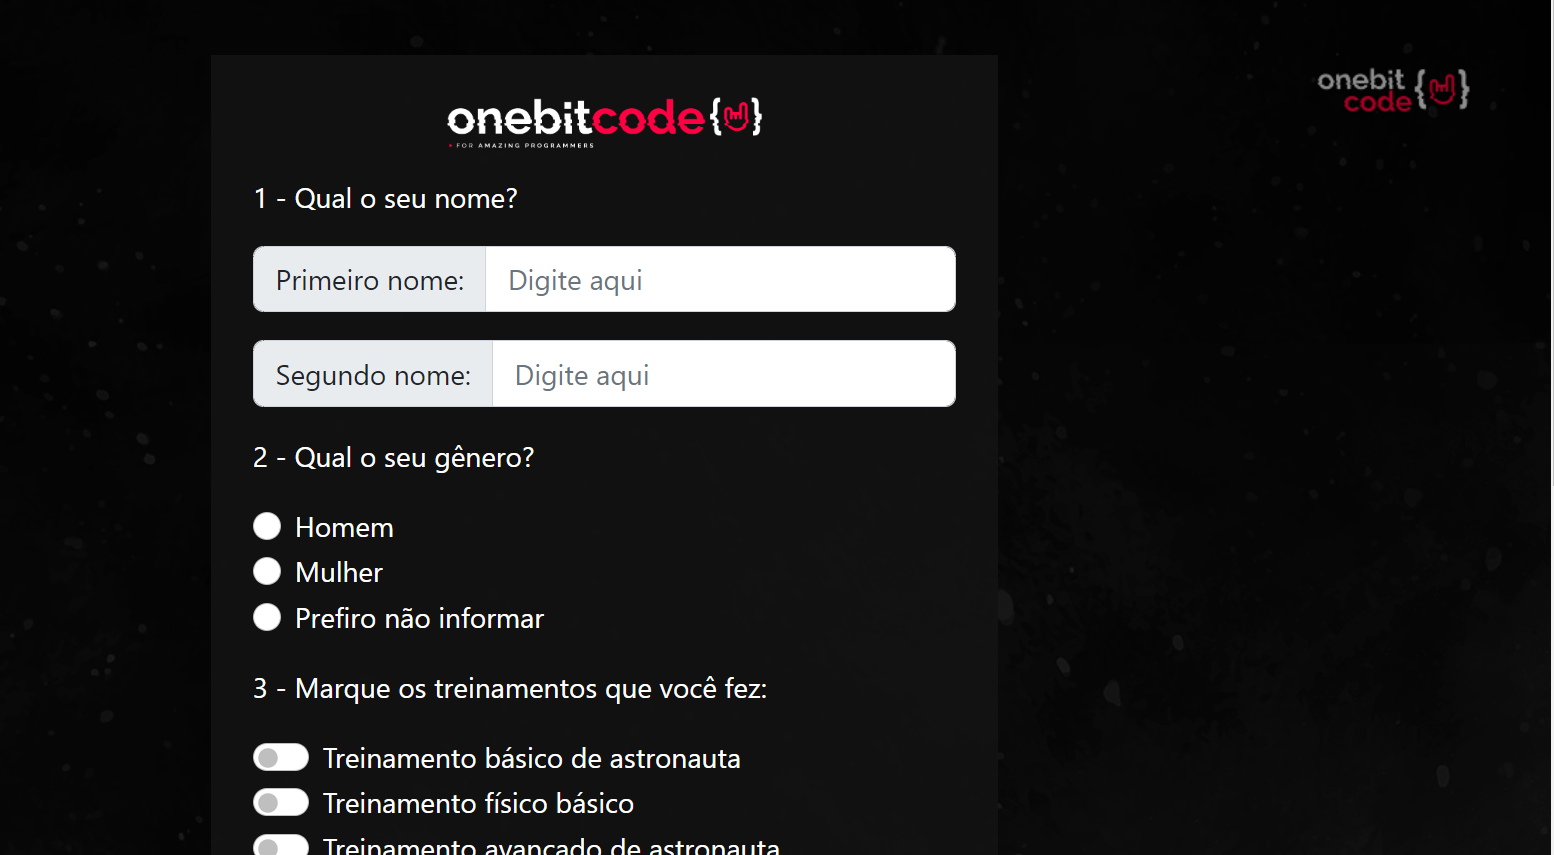 onebitcode{}
FOR AMAZING PROGRAMMERS
onebit
code {}
1 - Qual o seu nome?
Primeiro nome: Digite aqui
Segundo nome: Digite aqui
2 - Qual o seu gênero?
Homem
Mulher
Prefiro não informar
3 - Marque os treinamentos que você fez:
Treinamento básico de astronauta
Treinamento físico básico
Treinamento avançado de astronauta